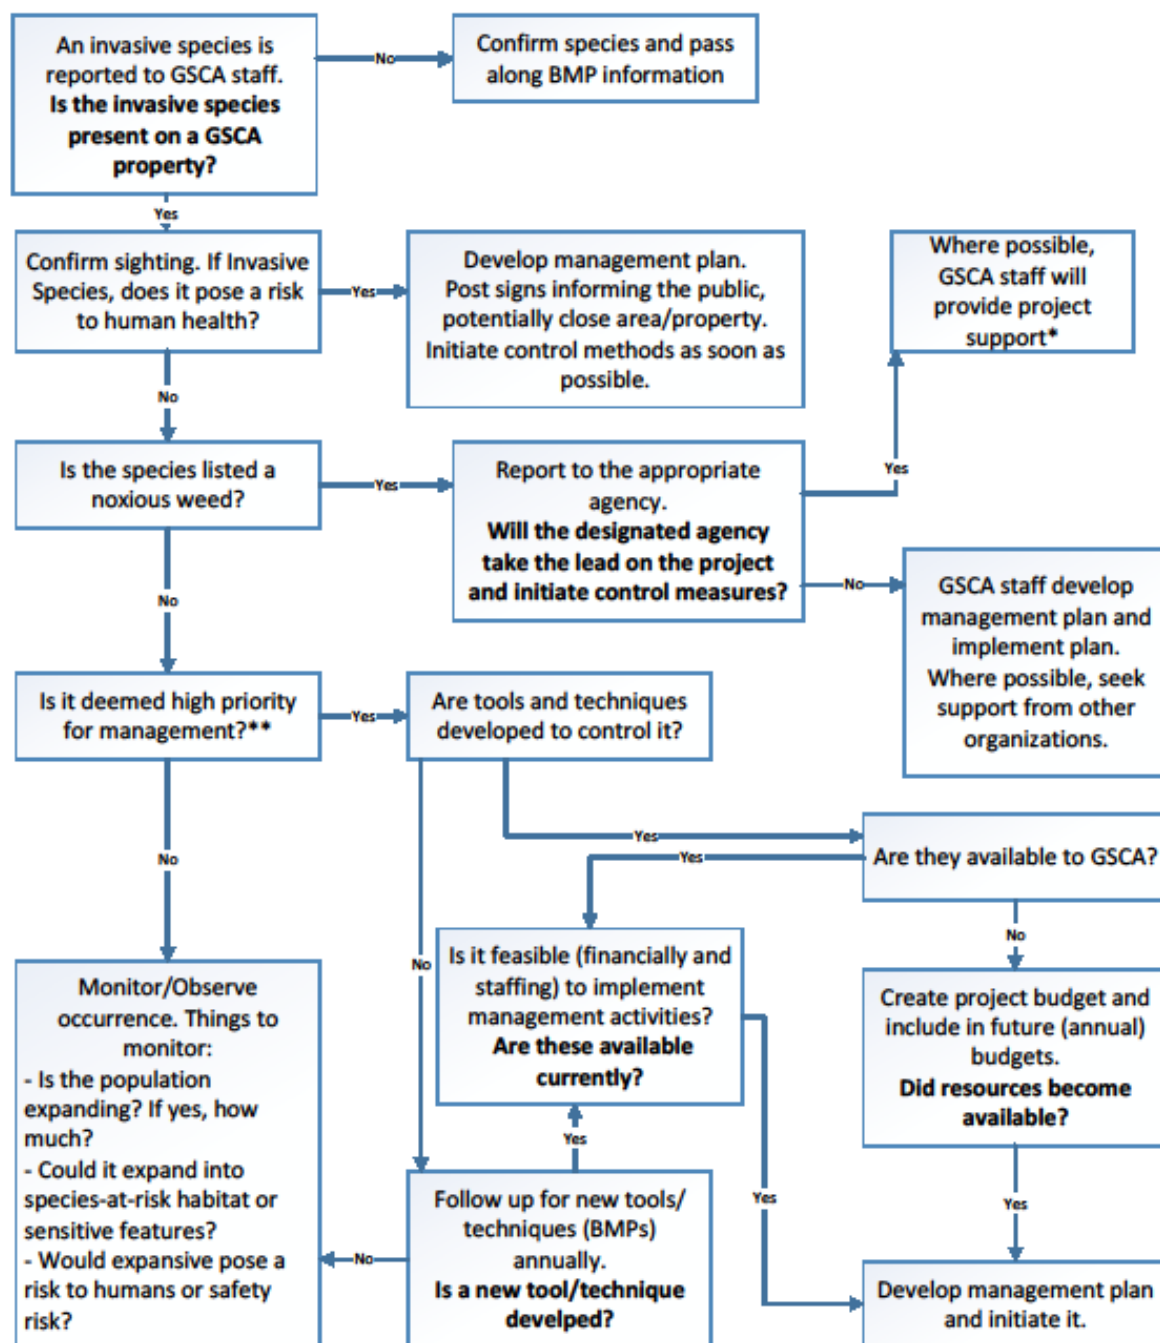 An invasive species is
reported to GSCA staff.
Is the invasive species
present on a GSCA
property?
No
Confirm species and pass
along BMP information
Yes
Confirm sighting. If Invasive
Species, does it pose a risk
to human health?
Yes
Develop management plan.
Post signs informing the public,
potentially close area/property.
Initiate control methods as soon as
possible.
Where possible,
GSCA staff will
provide project
support*
No
Is the species listed a
noxious weed?
Yes
Report to the appropriate
agency.
Will the designated agency
take the lead on the project
and initiate control measures?
Yes
No
GSCA staff develop
management plan and
implement plan.
Where possible, seek
support from other
organizations.
No
Is it deemed high priority
for management?**
Yes
Are tools and techniques
developed to control it?
Yes
Are they available to GSCA?
Yes
No
No
No
Is it feasible (financially and
staffing) to implement
management activities?
Are these available
currently?
Create project budget and
include in future (annual)
budgets.
Did resources become
available?
Monitor/Observe
occurrence. Things to
monitor:
- Is the population
expanding? If yes, how
much?
- Could it expand into
species-at-risk habitat or
sensitive features?
- Would expansive pose a
risk to humans or safety
risk?
Yes
No
Follow up for new tools/
techniques (BMPs)
annually.
Is a new tool/technique
develped?
Yes
Yes
Develop management plan
and initiate it.